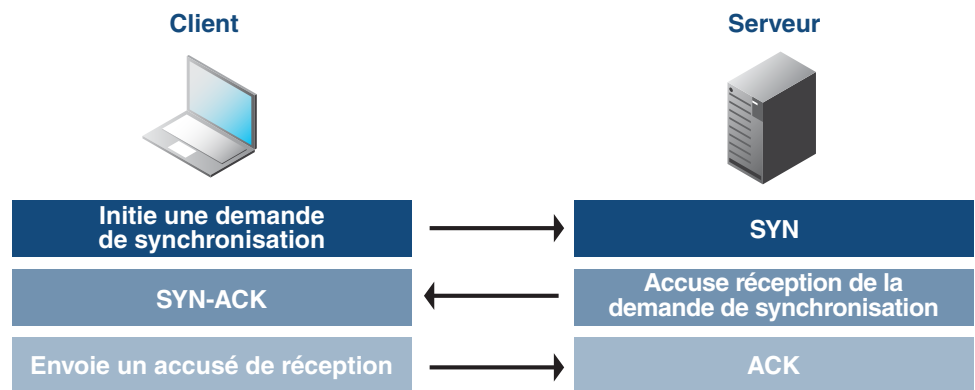 Client
Serveur
Initie une demande
de synchronisation
SYN
SYN-ACK
Accuse réception de la
demande de synchronisation
Envoie un accusé de réception
ACK